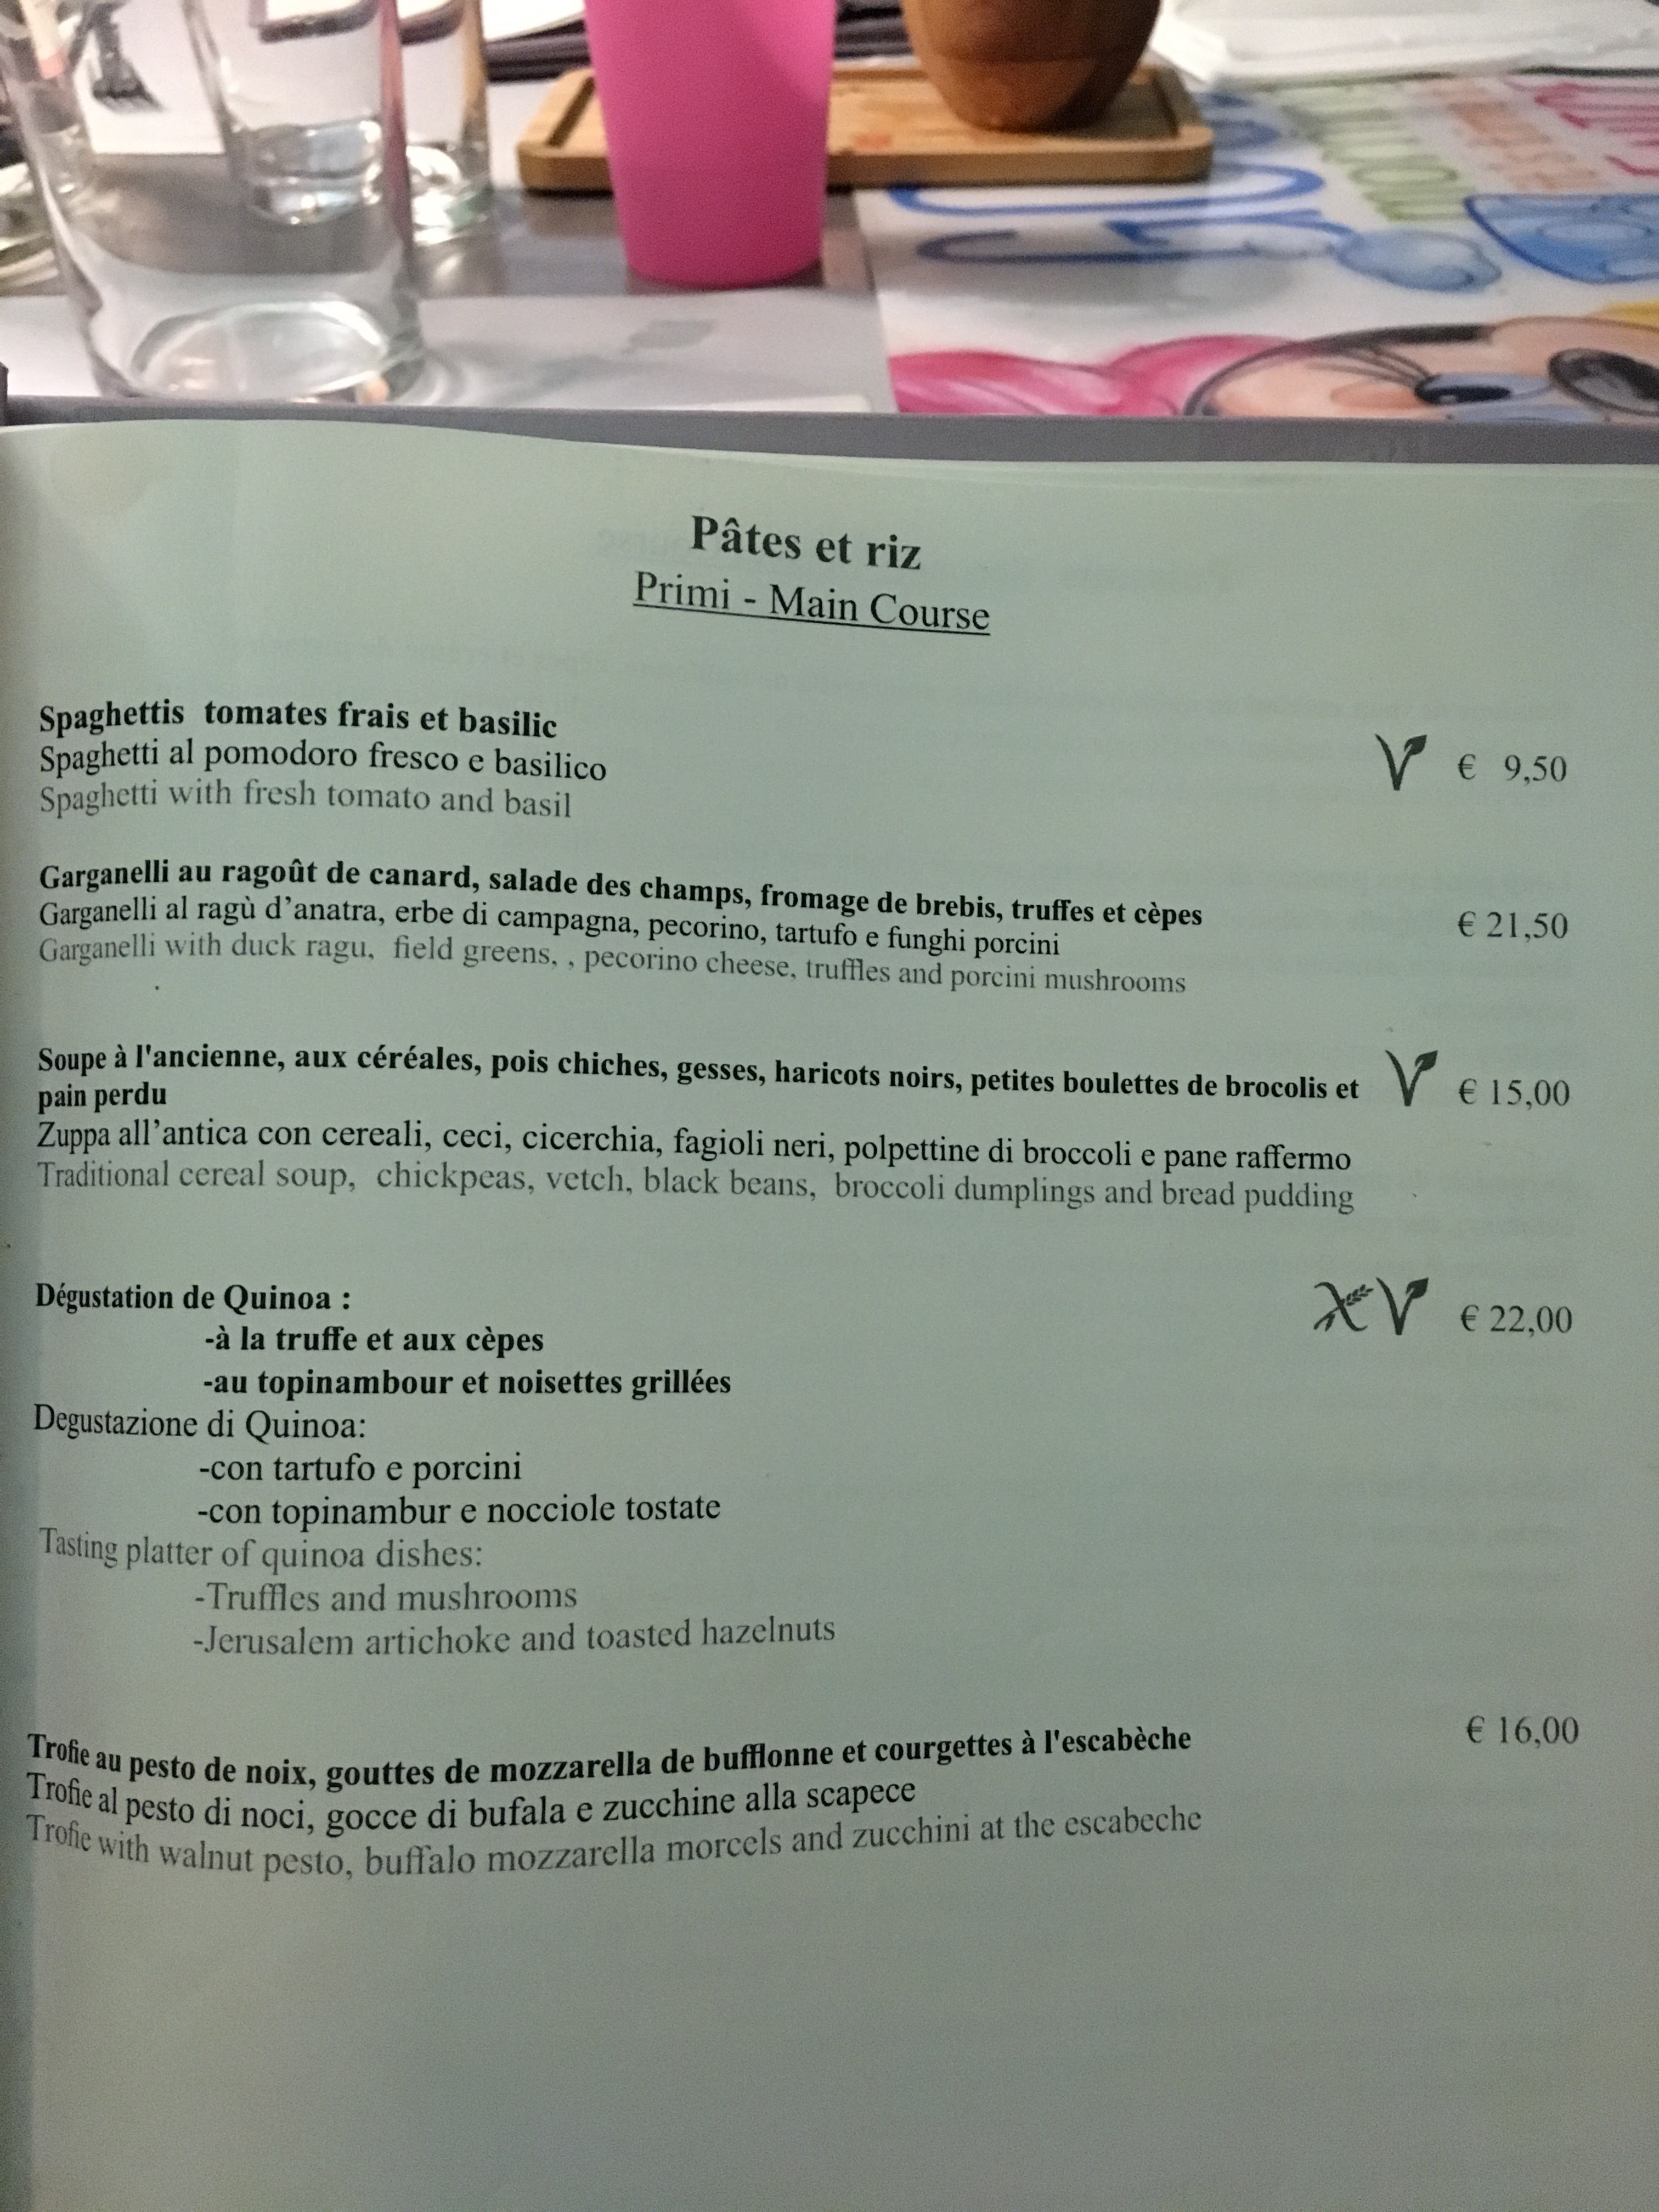 Pâtes et riz
Primi - Main Course
Spaghettis tomates frais et basilic
Spaghetti al pomodoro fresco e basilico
Spaghetti with fresh tomato and basil
V € 9,50
Garganelli au ragoût de canard, salade des champs, fromage de brebis, truffes et cèpes
Garganelli al ragù d'anatra, erbe di campagna, pecorino, tartufo e funghi porcini
Garganelli with duck ragu, field greens, , pecorino cheese, truffles and porcini mushrooms
€ 21,50
Soupe à l'ancienne, aux céréales, pois chiches, gesses, haricots noirs, petites boulettes de brocolis et
pain perdu
Zuppa all'antica con cereali, ceci, cicerchia, fagioli neri, polpettine di broccoli e pane raffermo
Traditional cereal soup, chickpeas, vetch, black beans, broccoli dumplings and bread pudding
V € 15,00
Dégustation de Quinoa :
-à la truffe et aux cèpes
-au topinambour et noisettes grillées
Degustazione di Quinoa:
-con tartufo e porcini
-con topinambur e nocciole tostate
Tasting platter of quinoa dishes:
-Truffles and mushrooms
-Jerusalem artichoke and toasted hazelnuts
V € 22,00
Trofie au pesto de noix, gouttes de mozzarella de bufflonne et courgettes à l'escabèche
Trofie al pesto di noci, gocce di bufala e zucchine alla scapece
Trofie with walnut pesto, buffalo mozzarella morcels and zucchini at the escabeche
€ 16,00